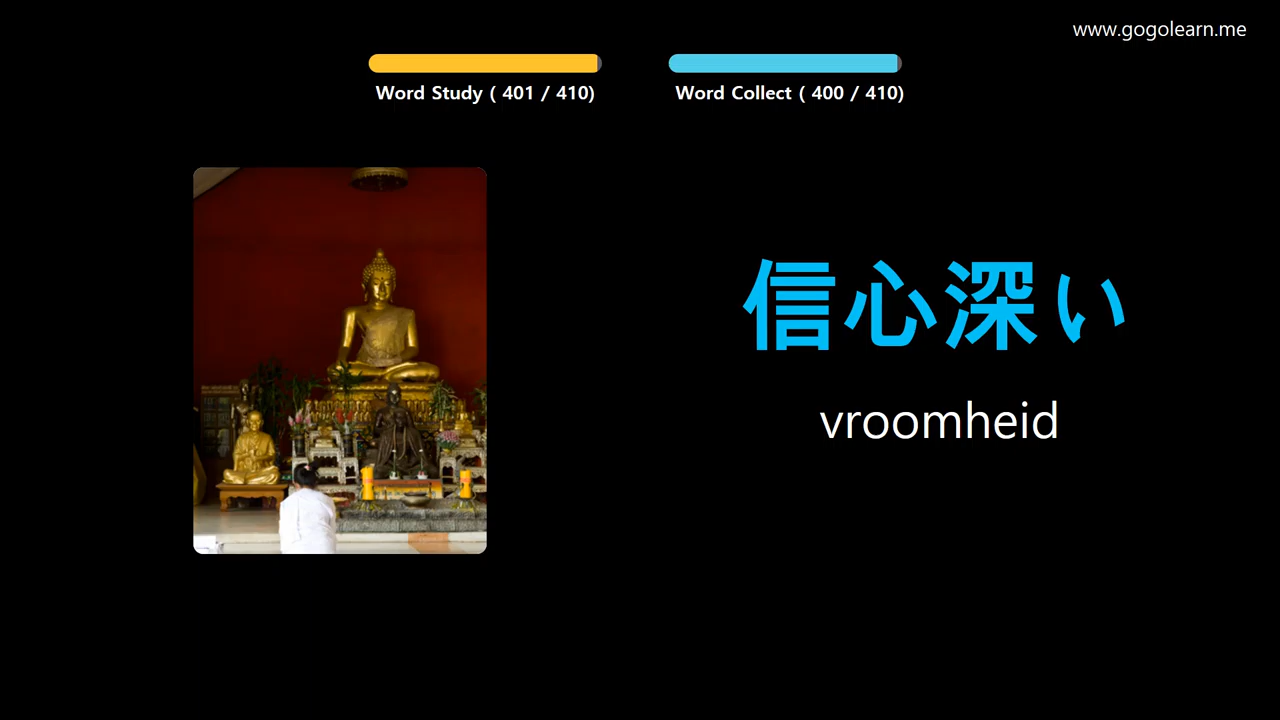 www.gogolearn.me
Word Study ( 401 / 410)
Word Collect ( 400 / 410)
信心深い
vroomheid